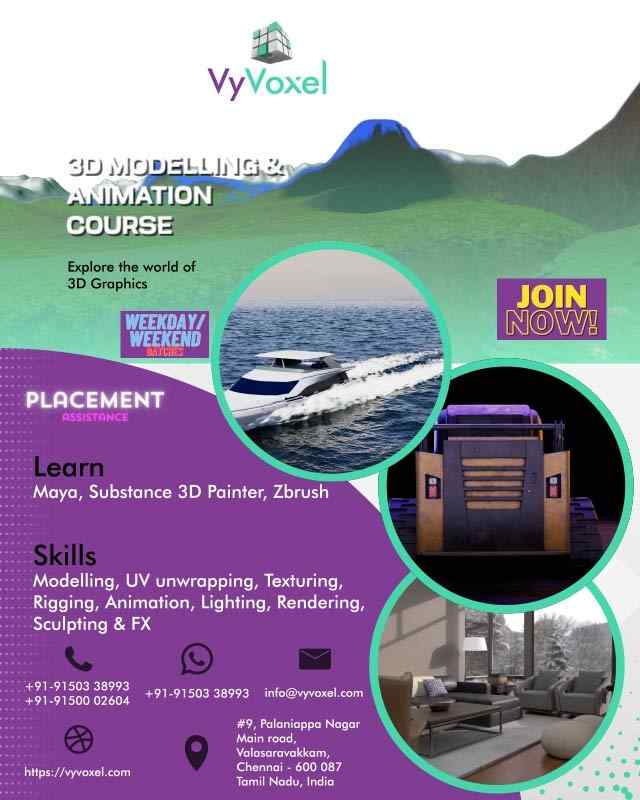 VyVoxel
3D MODELLING &
ANIMATION
COURSE
Explore the world of
3D Graphics
WEEKDAY/
WEEKEND
BATCHES
JOIN
NOW!
PLACEMENT
ASSISTANCE
Learn
Maya, Substance 3D Painter, Zbrush
Skills
Modelling, UV unwrapping, Texturing,
Rigging, Animation, Lighting, Rendering,
Sculpting & FX
+91-91503 38993
+91-91500 02604
+91-91503 38993
info@vyvoxel.com
https://vyvoxel.com
#9, Palaniappa Nagar
Main road,
Valasaravakkam,
Chennai - 600 087
Tamil Nadu, India